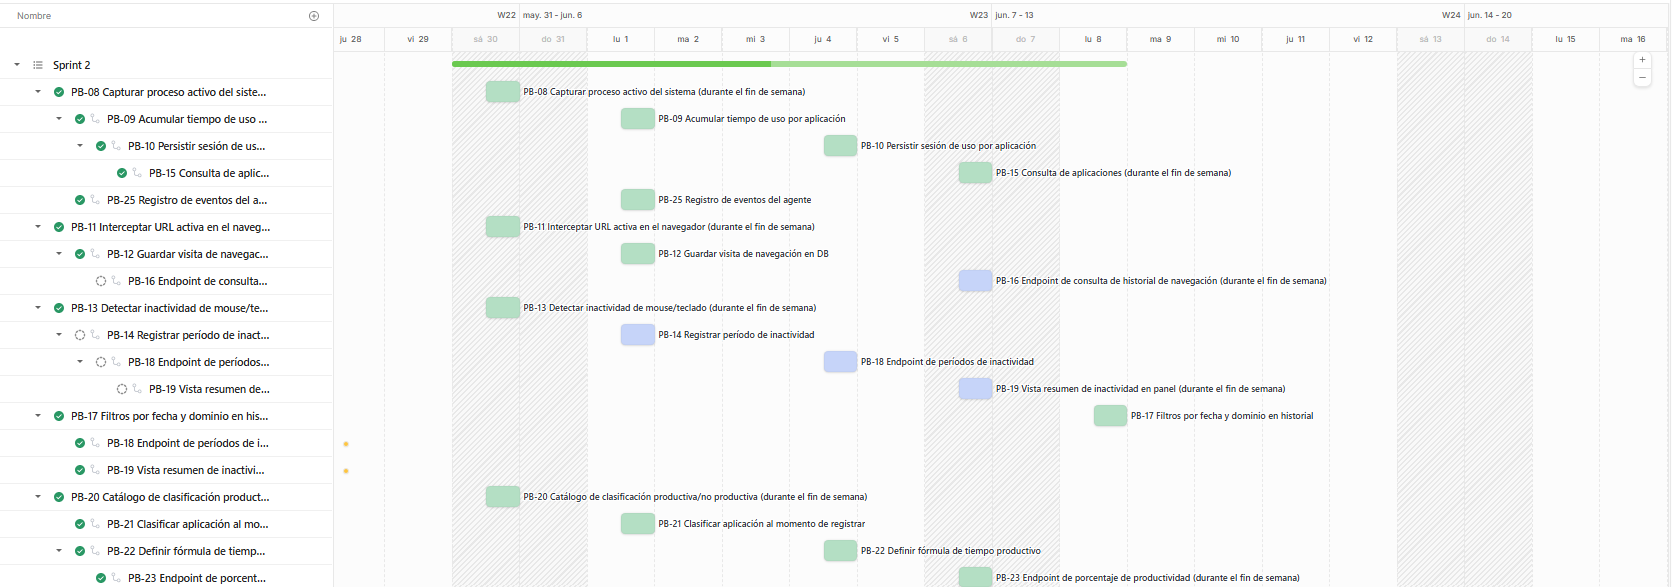 Nombre
W22 may. 31 - jun. 6
W23 jun. 7 - 13
W24 jun. 14 - 20
ju 28 vi 29 sá 30 do 31 lu 1 ma 2 mi 3 ju 4 vi 5 sá 6 do 7 lu 8 ma 9 mi 10 ju 11 vi 12 sá 13 do 14 lu 15 ma 16
Sprint 2
+
PB-08 Capturar proceso activo del siste... PB-08 Capturar proceso activo del sistema (durante el fin de semana)
−
PB-09 Acumular tiempo de uso ... PB-09 Acumular tiempo de uso por aplicación
PB-10 Persistir sesión de us... PB-10 Persistir sesión de uso por aplicación
PB-15 Consulta de aplic... PB-15 Consulta de aplicaciones (durante el fin de semana)
PB-25 Registro de eventos del a... PB-25 Registro de eventos del agente
PB-11 Interceptar URL activa en el naveg... PB-11 Interceptar URL activa en el navegador (durante el fin de semana)
PB-12 Guardar visita de navegac... PB-12 Guardar visita de navegación en DB
PB-16 Endpoint de consulta... PB-16 Endpoint de consulta de historial de navegación (durante el fin de semana)
PB-13 Detectar inactividad de mouse/te... PB-13 Detectar inactividad de mouse/teclado (durante el fin de semana)
PB-14 Registrar período de inact... PB-14 Registrar período de inactividad
PB-18 Endpoint de períodos... PB-18 Endpoint de períodos de inactividad
PB-19 Vista resumen de... PB-19 Vista resumen de inactividad en panel (durante el fin de semana)
PB-17 Filtros por fecha y dominio en his... PB-17 Filtros por fecha y dominio en historial
PB-18 Endpoint de períodos de i...
PB-19 Vista resumen de inactivi...
PB-20 Catálogo de clasificación product... PB-20 Catálogo de clasificación productiva/no productiva (durante el fin de semana)
PB-21 Clasificar aplicación al mo... PB-21 Clasificar aplicación al momento de registrar
PB-22 Definir fórmula de tiemp... PB-22 Definir fórmula de tiempo productivo
PB-23 Endpoint de porcent... PB-23 Endpoint de porcentaje de productividad (durante el fin de semana)